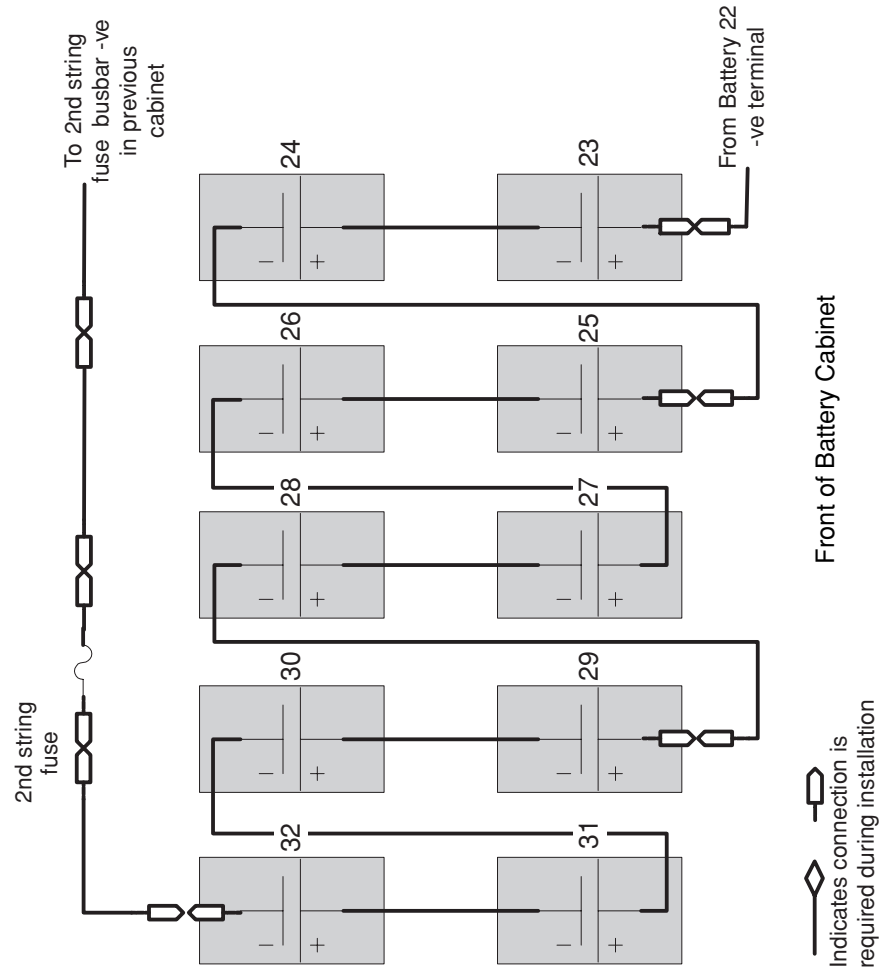 To 2nd string
fuse busbar -ve
in previous
cabinet
2nd string
fuse
32
30
28
26
24
- +
- +
- +
- +
- +
31
29
27
25
23
- +
- +
- +
- +
- +
From Battery 22
-ve terminal
Front of Battery Cabinet
Indicates connection is
required during installation